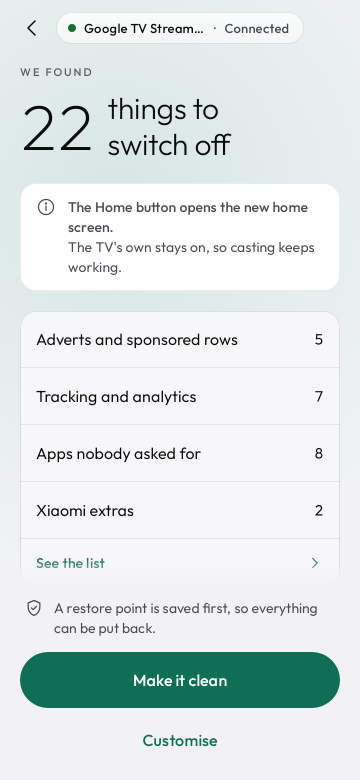 Google TV Stream... · Connected
WE FOUND
22
things to
switch off
The Home button opens the new home
screen.
The TV's own stays on, so casting keeps
working.
Adverts and sponsored rows 5
Tracking and analytics 7
Apps nobody asked for 8
Xiaomi extras 2
See the list
A restore point is saved first, so everything
can be put back.
Make it clean
Customise